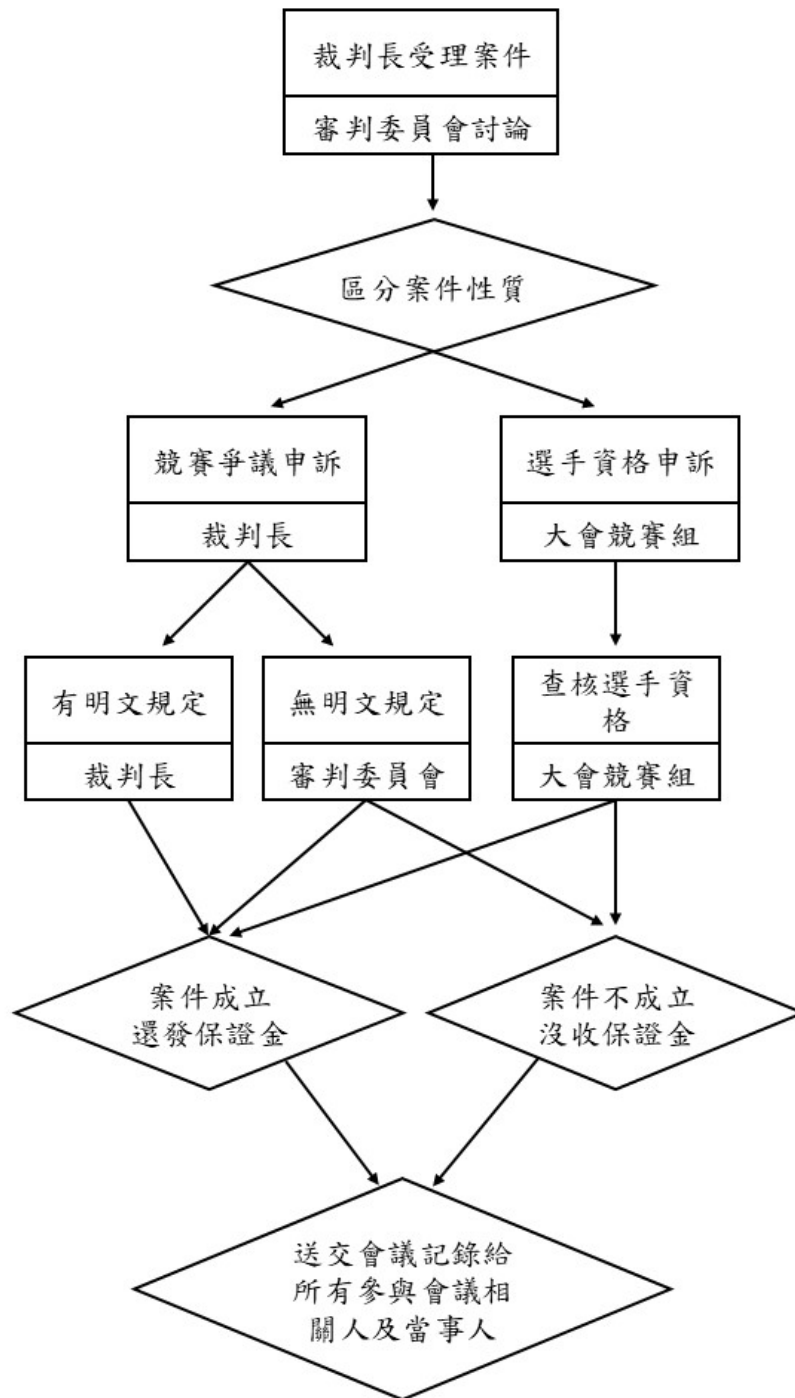 裁判長受理案件
審判委員會討論
區分案件性質
競賽爭議申訴
裁判長
選手資格申訴
大會競賽組
有明文規定
裁判長
無明文規定
審判委員會
查核選手資
格
大會競賽組
案件成立
還發保證金
案件不成立
沒收保證金
送交會議記錄給
所有參與會議相
關人及當事人